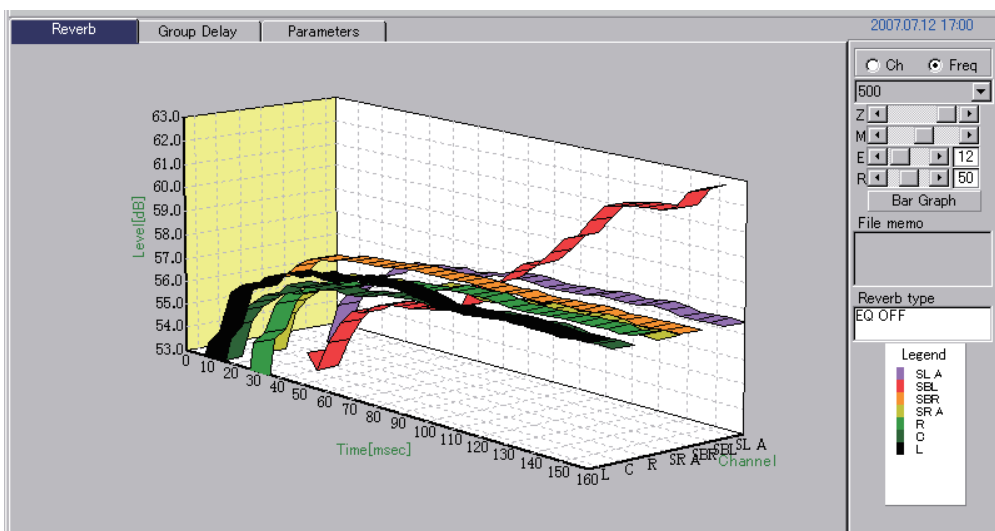 Reverb Group Delay Parameters
2007.07.12 17:00
Ch Freq
500
Z
M
E 12
R 50
Bar Graph
File memo
Reverb type
EQ OFF
Legend
SL A
SBL
SBR
SR A
R
C
L
63.0
62.0
61.0
60.0
59.0
58.0
57.0
56.0
55.0
54.0
53.0
Level[dB]
0 10 20 30 40 50 60 70 80 90 100 110 120 130 140 150 160
Time[msec]
L C R SR A SBR SBL SL A
Channel